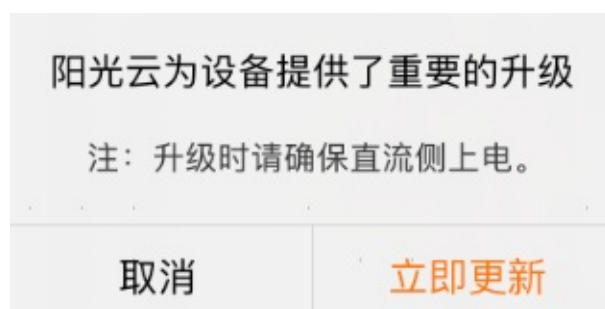 阳光云为设备提供了重要的升级
注：升级时请确保直流侧上电。
取消
立即更新